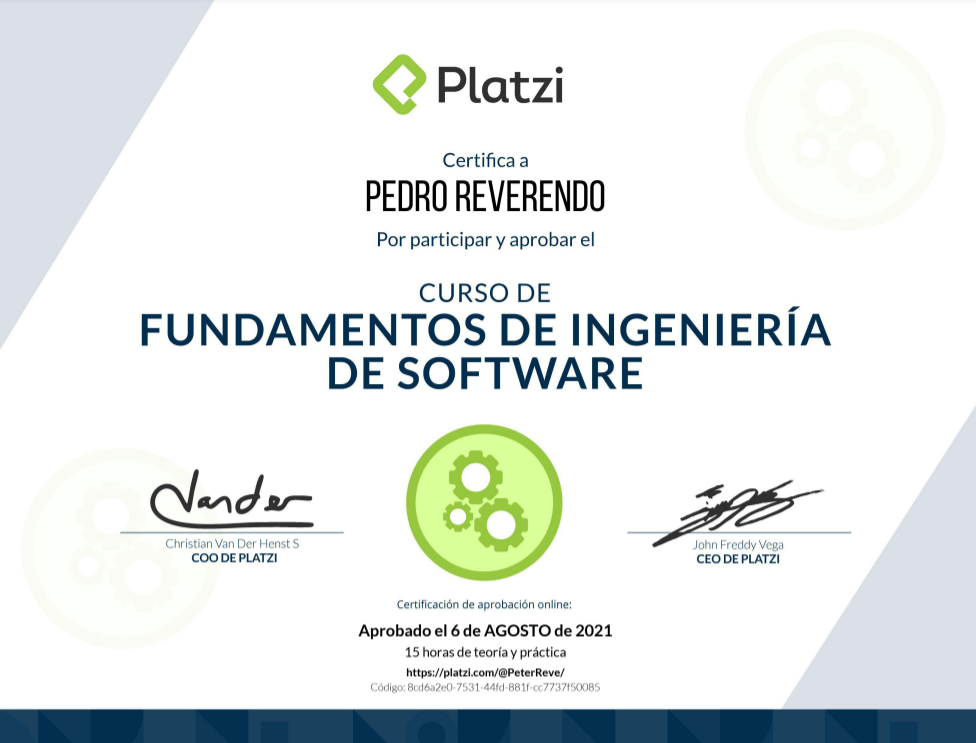 Platzi
Certifica a
PEDRO REVERENDO
Por participar y aprobar el
CURSO DE
FUNDAMENTOS DE INGENIERÍA
DE SOFTWARE
Vander
Christian Van Der Henst S
COO DE PLATZI
John Freddy Vega
CEO DE PLATZI
Certificación de aprobación online:
Aprobado el 6 de AGOSTO de 2021
15 horas de teoría y práctica
https://platzi.com/@PeterReve/
Código: 8cd6a2e0-7531-44fd-881f-cc7737f50085